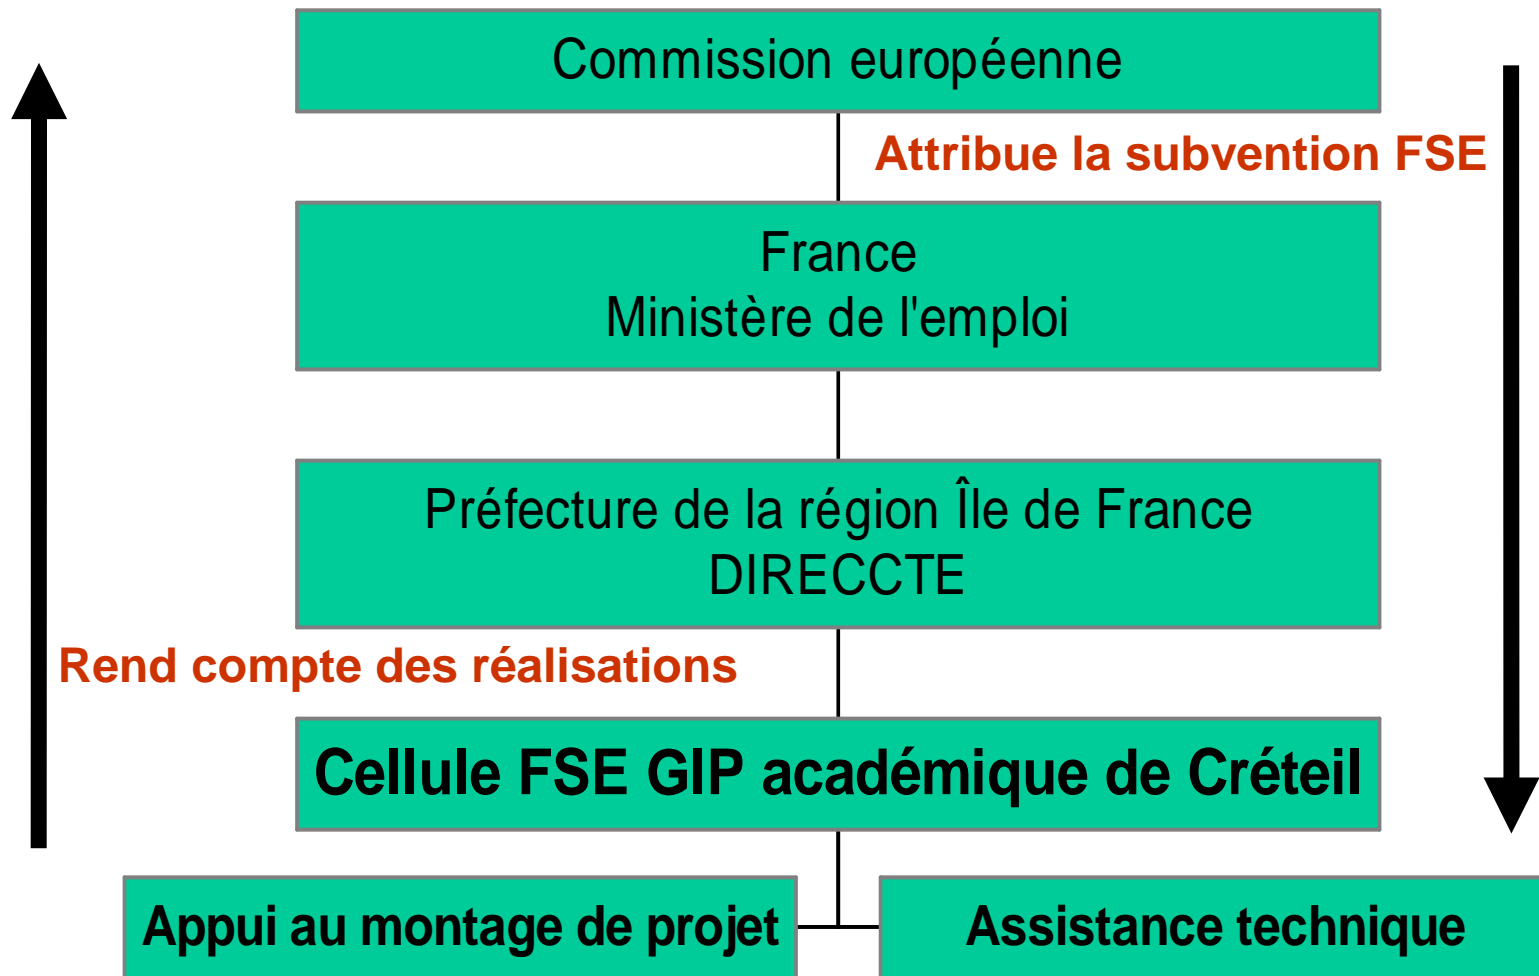 Commission européenne
Attribue la subvention FSE
France
Ministère de l'emploi
Préfecture de la région Île de France
DIRECCTE
Rend compte des réalisations
Cellule FSE GIP académique de Créteil
Appui au montage de projet
Assistance technique